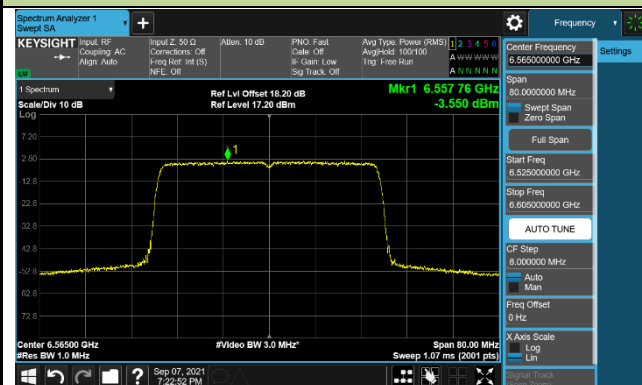 Spectrum Analyzer 1
Swept SA
Frequency
KEYSIGHT
Input: RF
Coupling: AC
Align: Auto
Input Z: 50 Ω
Corrections: Off
Freq Ref: Int (S)
NFE: Off
Atten: 10 dB
PNO: Fast
Gate: Off
IF Gain: Low
Sig Track: Off
Avg Type: Power (RMS)
Avg|Hold: 100/100
Trig: Free Run
1 2 3 4 5 6
A W W W W W
A N N N N N
LXI
1 Spectrum
Scale/Div 10 dB
Log
Ref Lvl Offset 18.20 dB
Ref Level 17.20 dBm
Mkr1 6.557 76 GHz
-3.550 dBm
1
7.20
-2.80
-12.8
-22.8
-32.8
-42.8
-52.8
-62.8
-72.8
Center 6.56500 GHz
#Res BW 1.0 MHz
#Video BW 3.0 MHz*
Span 80.00 MHz
Sweep 1.07 ms (2001 pts)
Sep 07, 2021
7:22:52 PM
Center Frequency
6.565000000 GHz
Span
80.0000000 MHz
Swept Span
Zero Span
Full Span
Start Freq
6.525000000 GHz
Stop Freq
6.605000000 GHz
AUTO TUNE
CF Step
8.000000 MHz
Auto
Man
Freq Offset
0 Hz
X Axis Scale
Log
Lin
Signal Track
Settings